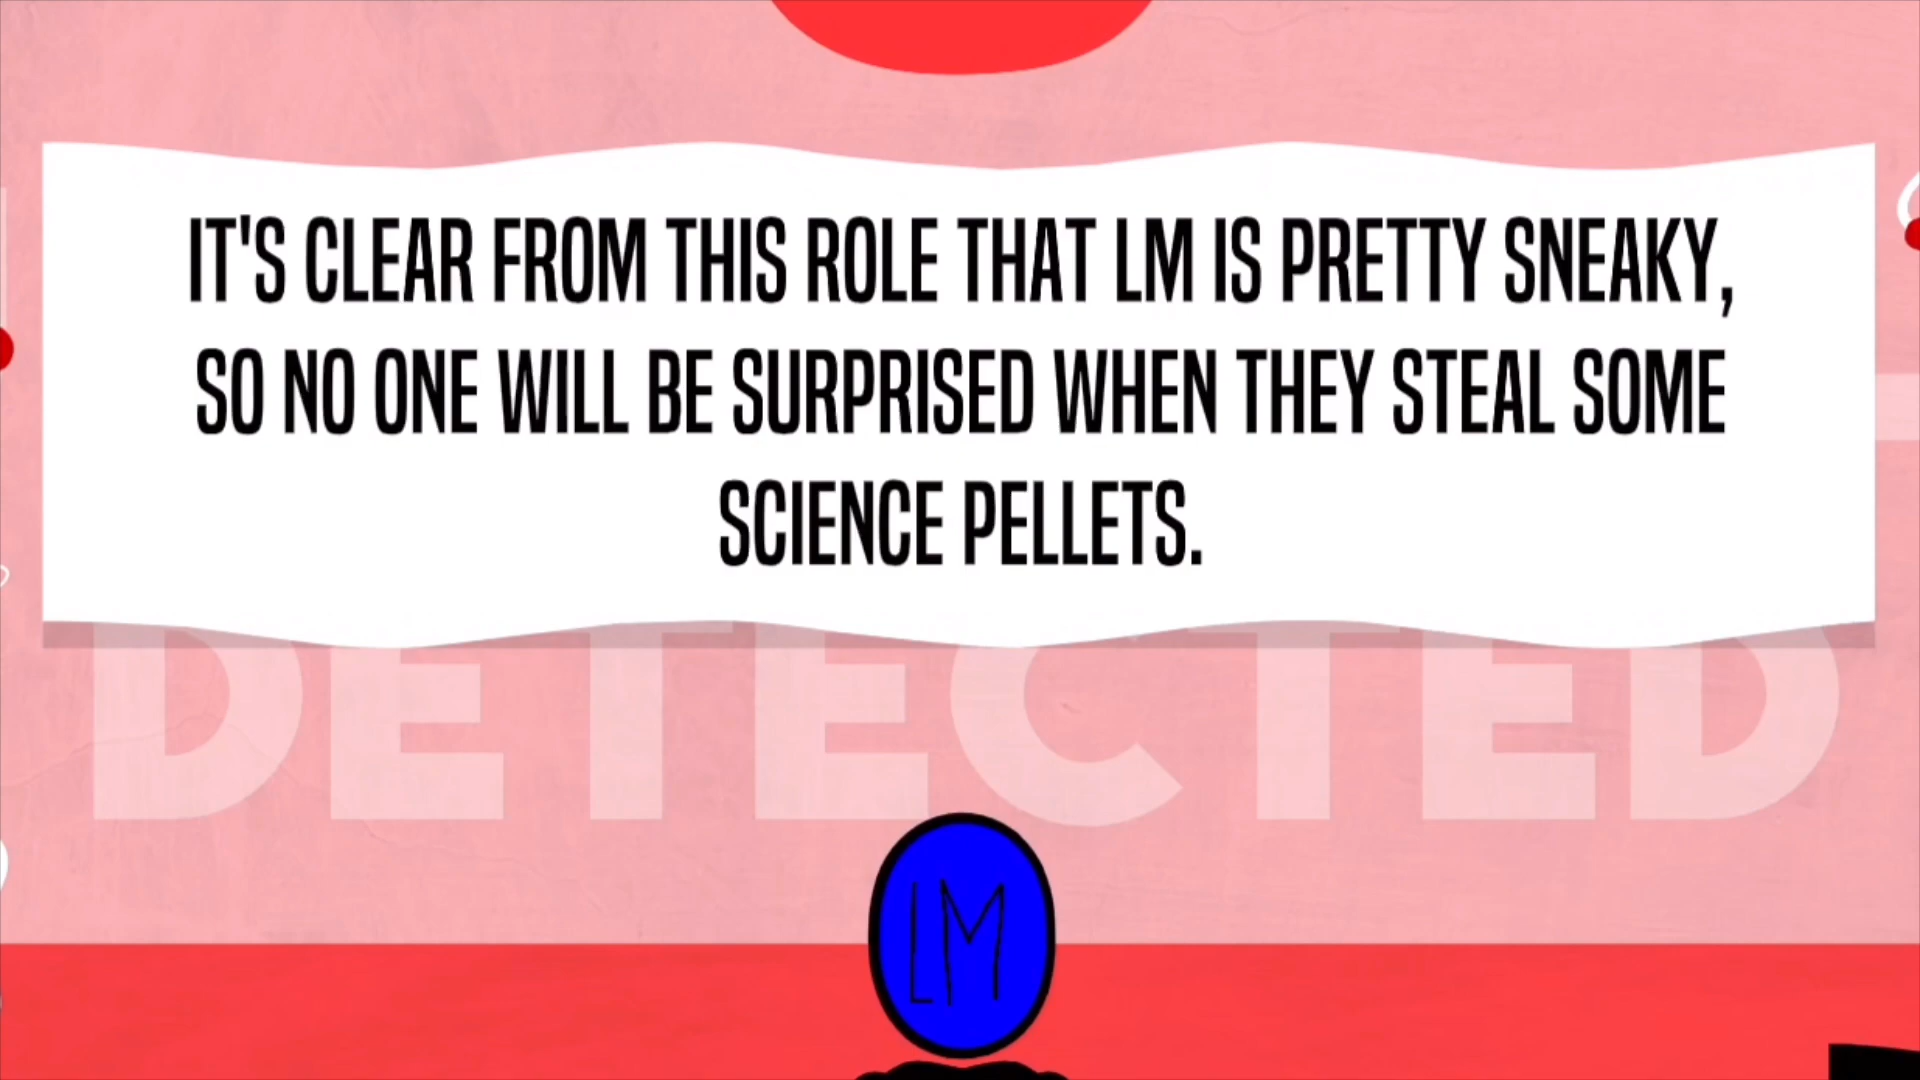 IT'S CLEAR FROM THIS ROLE THAT LM IS PRETTY SNEAKY,
SO NO ONE WILL BE SURPRISED WHEN THEY STEAL SOME
SCIENCE PELLETS.
DETECTED
LM